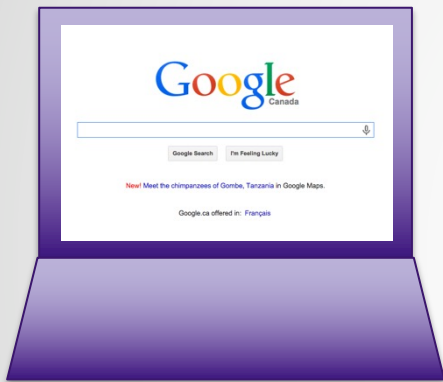 Google
Canada
Google Search I'm Feeling Lucky
New! Meet the chimpanzees of Gombe, Tanzania in Google Maps.
Google.ca offered in: Français